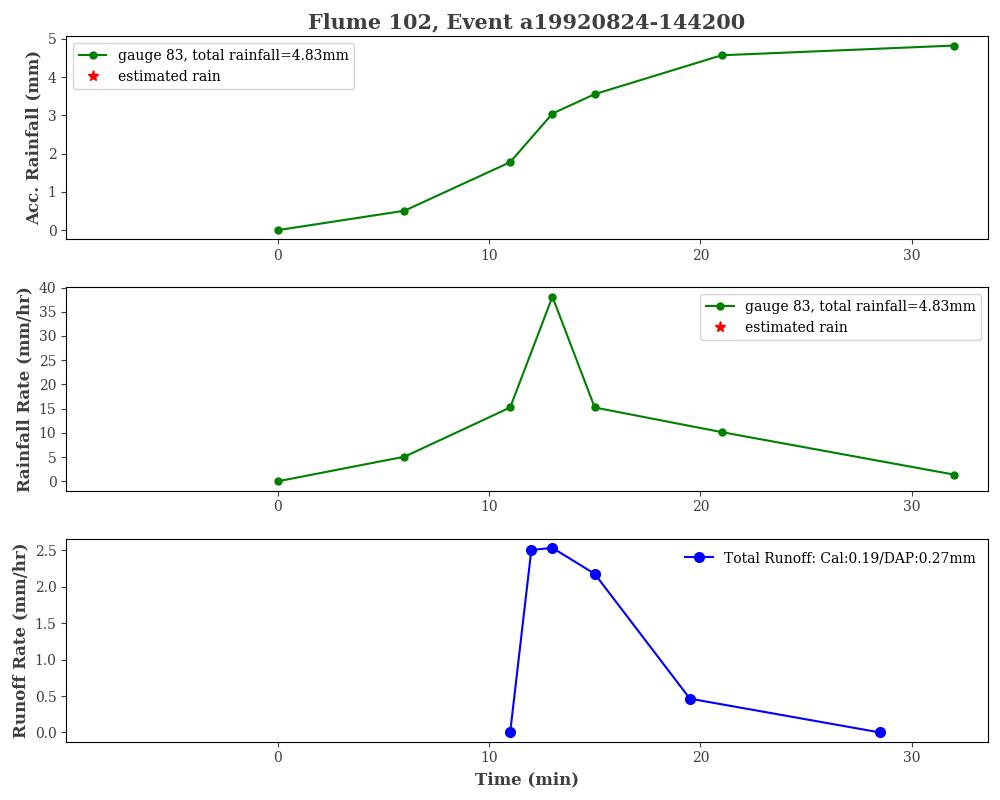 Flume 102, Event a19920824-144200
Acc. Rainfall (mm)
5
4
3
2
1
0
gauge 83, total rainfall=4.83mm
estimated rain
0 10 20 30
Rainfall Rate (mm/hr)
40
35
30
25
20
15
10
5
0
gauge 83, total rainfall=4.83mm
estimated rain
0 10 20 30
Runoff Rate (mm/hr)
2.5
2.0
1.5
1.0
0.5
0.0
Total Runoff: Cal:0.19/DAP:0.27mm
0 10 20 30
Time (min)